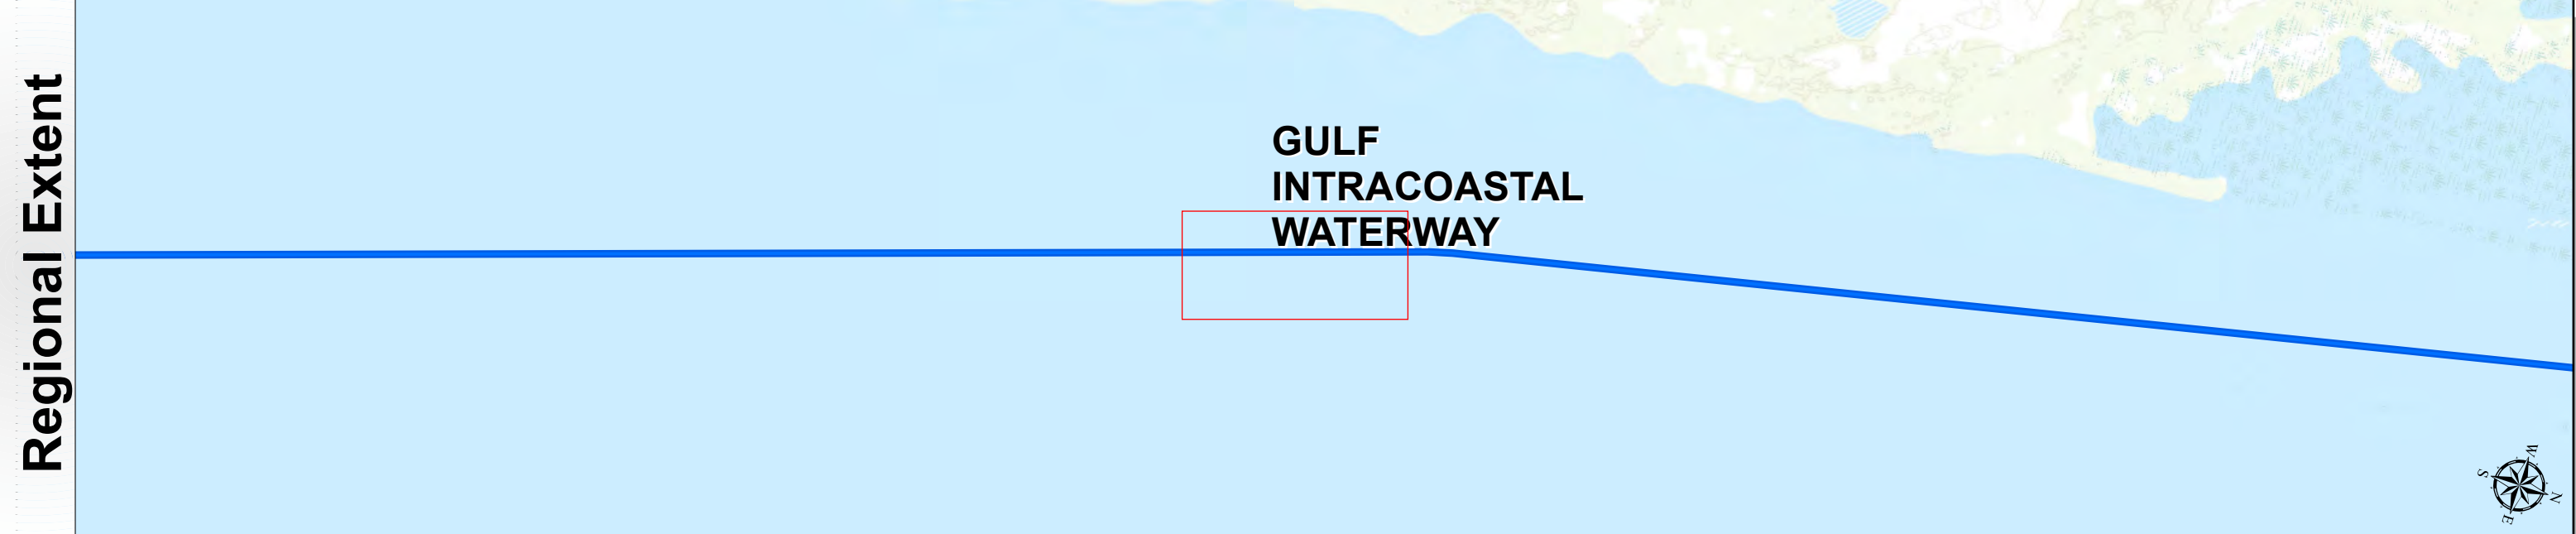 Regional Extent
GULF
INTRACOASTAL
WATERWAY
W
S
N
E